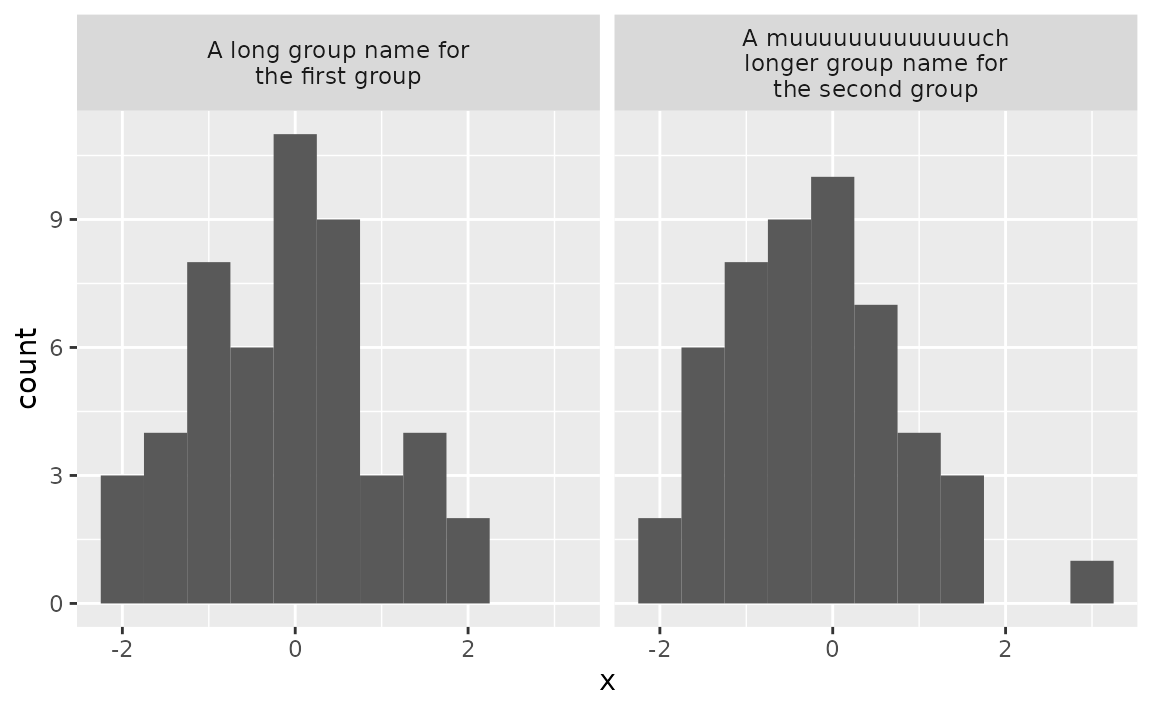 A long group name for
the first group
A muuuuuuuuuuuuuch
longer group name for
the second group
count
9
6
3
0
-2 0 2
-2 0 2
x